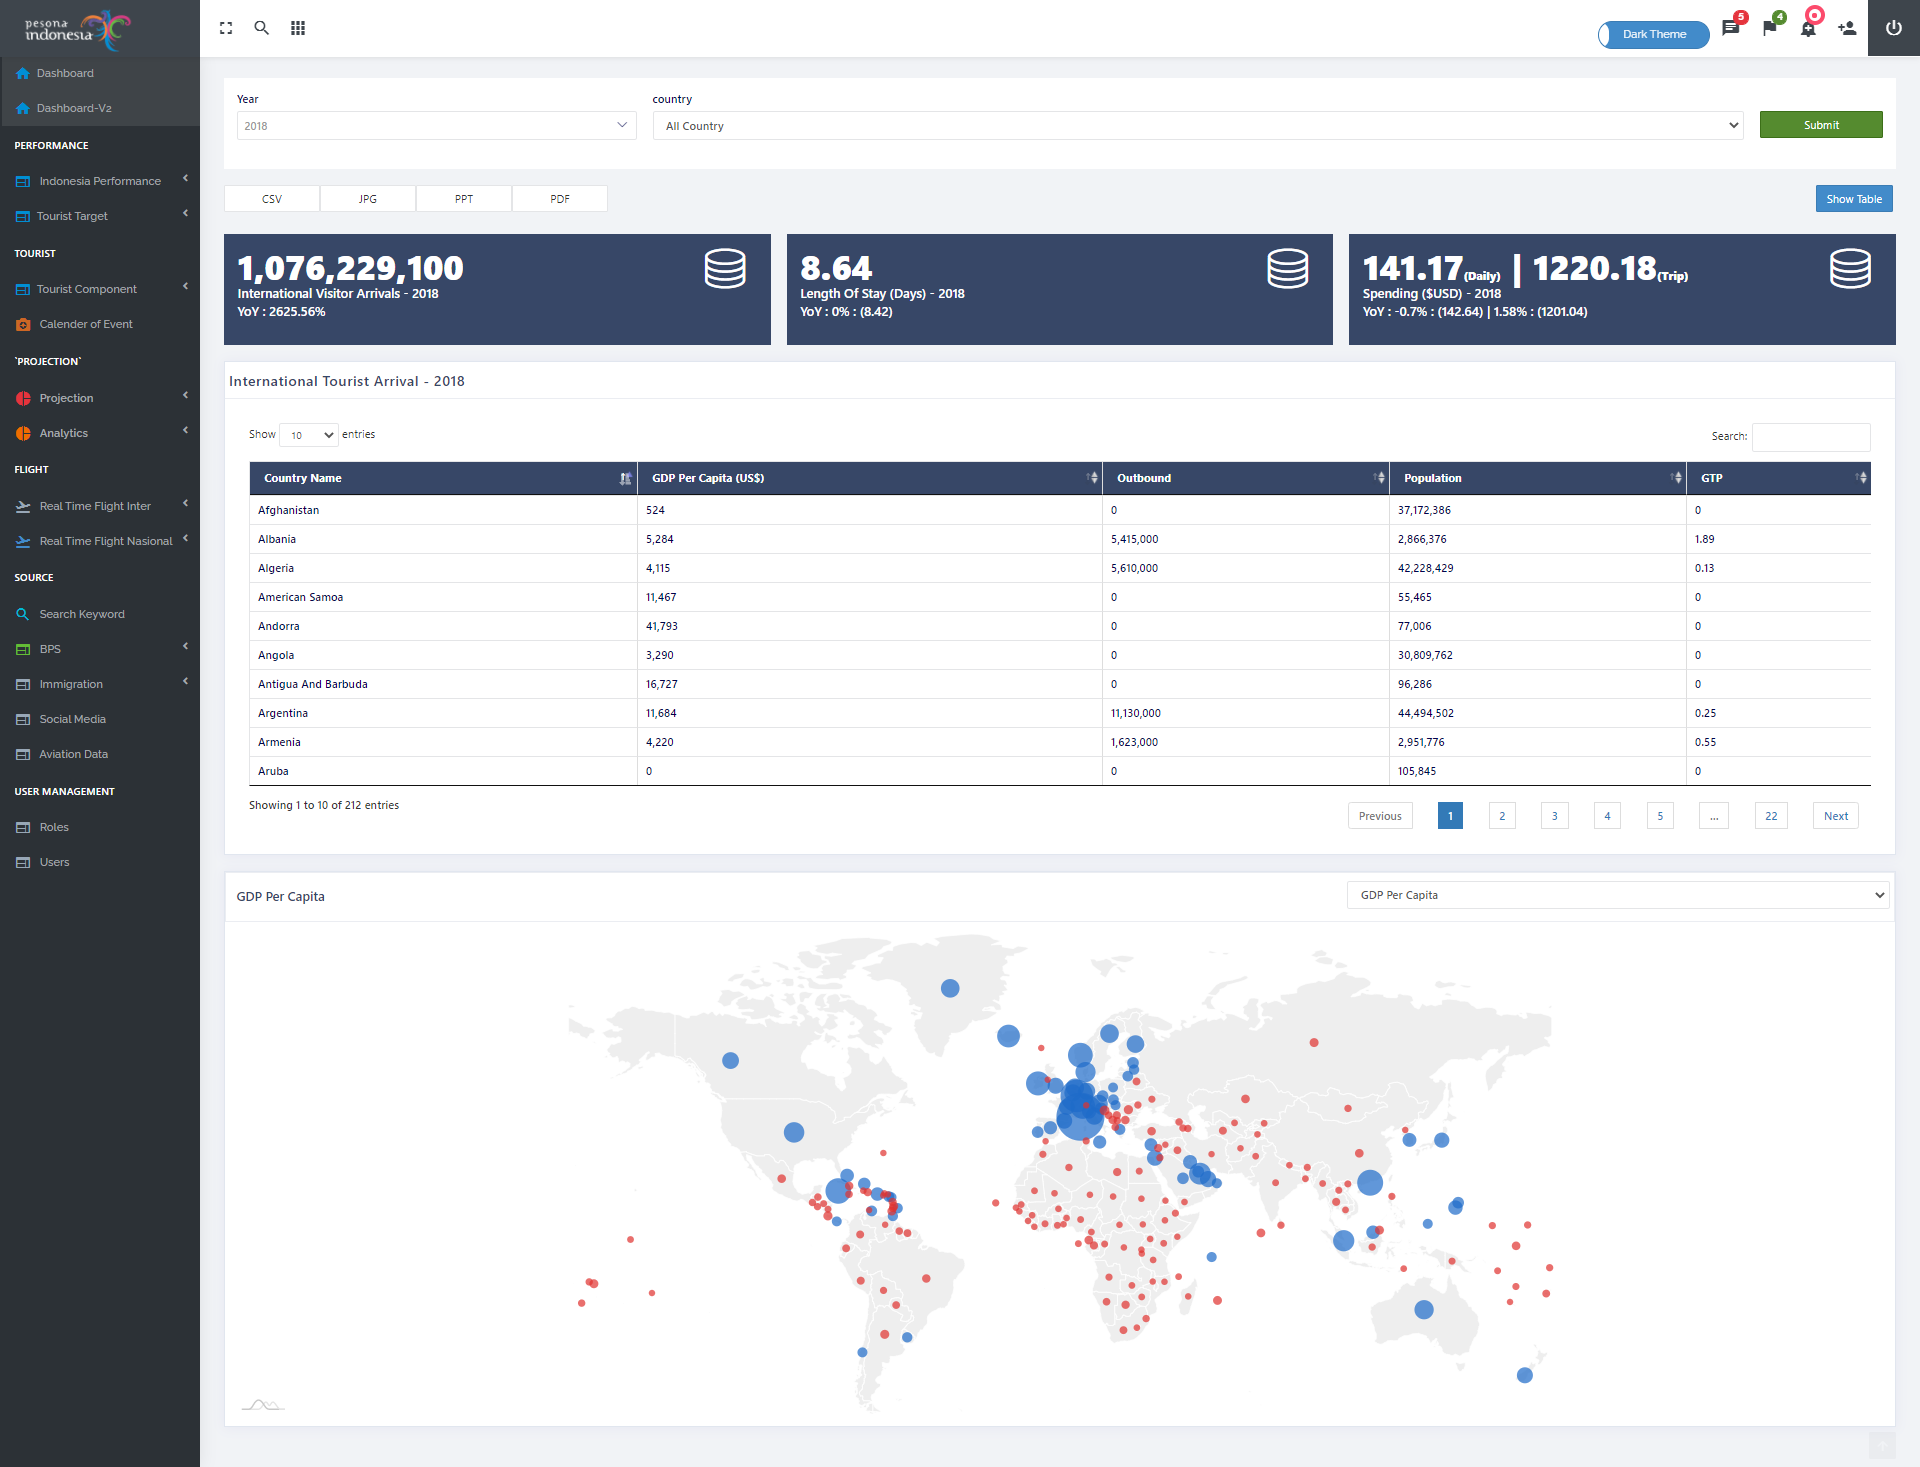 pesona
indonesia
5
4
Dark Theme
Dashboard
Dashboard-V2
PERFORMANCE
Indonesia Performance
Tourist Target
TOURIST
Tourist Component
Calender of Event
`PROJECTION`
Projection
Analytics
FLIGHT
Real Time Flight Inter
Real Time Flight Nasional
SOURCE
Search Keyword
BPS
Immigration
Social Media
Aviation Data
USER MANAGEMENT
Roles
Users
Year
country
2018
All Country
Submit
CSV JPG PPT PDF
Show Table
1,076,229,100
International Visitor Arrivals - 2018
YoY : 2625.56%
8.64
Length Of Stay (Days) - 2018
YoY : 0% : (8.42)
141.17(Daily) | 1220.18(Trip)
Spending ($USD) - 2018
YoY : -0.7% : (142.64) | 1.58% : (1201.04)
International Tourist Arrival - 2018
Show 10 entries
Search:
Country Name GDP Per Capita (US$) Outbound Population GTP
Afghanistan 524 0 37,172,386 0
Albania 5,284 5,415,000 2,866,376 1.89
Algeria 4,115 5,610,000 42,228,429 0.13
American Samoa 11,467 0 55,465 0
Andorra 41,793 0 77,006 0
Angola 3,290 0 30,809,762 0
Antigua And Barbuda 16,727 0 96,286 0
Argentina 11,684 11,130,000 44,494,502 0.25
Armenia 4,220 1,623,000 2,951,776 0.55
Aruba 0 0 105,845 0
Showing 1 to 10 of 212 entries
Previous 1 2 3 4 5 ... 22 Next
GDP Per Capita
GDP Per Capita